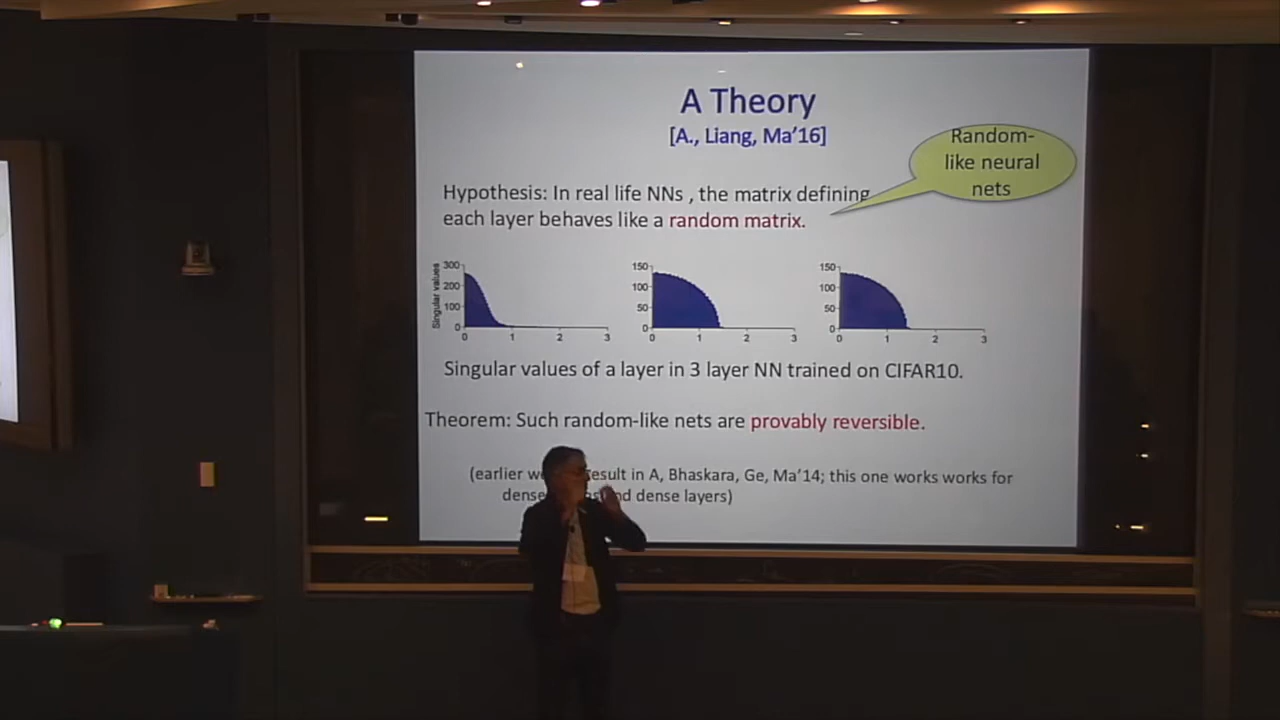 A Theory
[A., Liang, Ma'16]
Random-
like neural
nets
Hypothesis: In real life NNs , the matrix defining
each layer behaves like a random matrix.
Singular values
300
200
100
0
0 1 2 3
150
100
50
0
0 1 2 3
150
100
50
0
0 1 2 3
Singular values of a layer in 3 layer NN trained on CIFAR10.
Theorem: Such random-like nets are provably reversible.
(earlier result in A, Bhaskara, Ge, Ma'14; this one works works for
dense and dense layers)